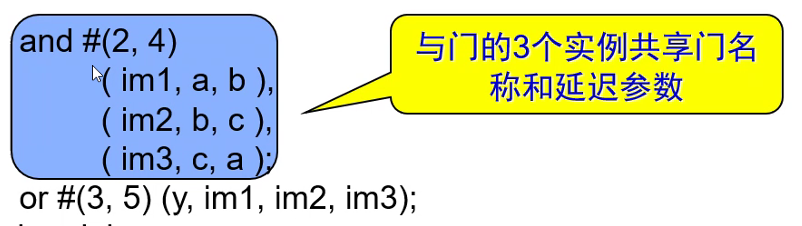 and #(2, 4)
( im1, a, b ),
( im2, b, c ),
( im3, c, a );
or #(3, 5) (y, im1, im2, im3);
与门的3个实例共享门名
称和延迟参数